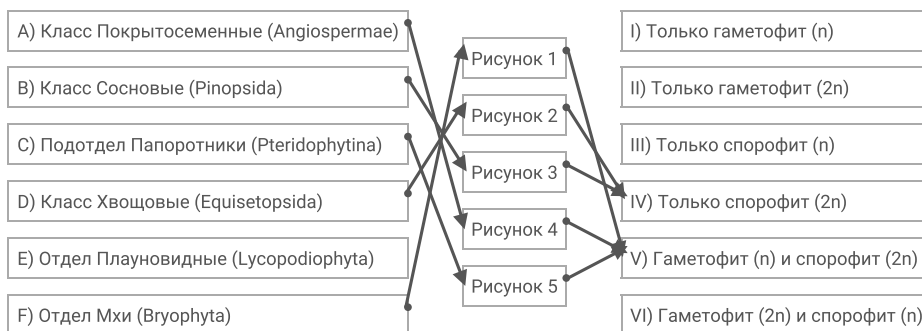 А) Класс Покрытосеменные (Angiospermae)
В) Класс Сосновые (Pinopsida)
С) Подотдел Папоротники (Pteridophytina)
D) Класс Хвощовые (Equisetopsida)
E) Отдел Плауновидные (Lycopodiophyta)
F) Отдел Мхи (Bryophyta)
Рисунок 1
Рисунок 2
Рисунок 3
Рисунок 4
Рисунок 5
I) Только гаметофит (n)
II) Только гаметофит (2n)
III) Только спорофит (n)
IV) Только спорофит (2n)
V) Гаметофит (n) и спорофит (2n)
VI) Гаметофит (2n) и спорофит (n)